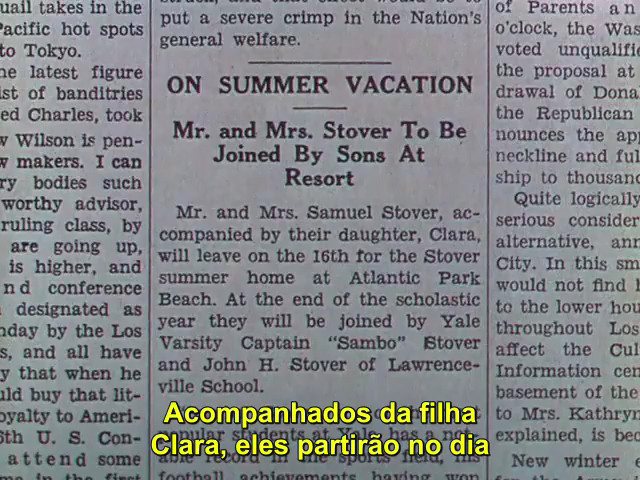 uail takes in the
Pacific hot spots
to Tokyo.
he latest figure
ist of banditries
ed Charles, took
w Wilson is pen-
w makers. I can
ry bodies such
worthy advisor,
ruling class, by
are going up,
is higher, and
nd conference
designated as
nday by the Los
s, and all have
y that when he
uld buy that lit-
oyalty to Ameri-
6th U. S. Con-
attend some
put a severe crimp in the Nation's
general welfare.
ON SUMMER VACATION
Mr. and Mrs. Stover To Be
Joined By Sons At
Resort
Mr. and Mrs. Samuel Stover, ac-
companied by their daughter, Clara,
will leave on the 16th for the Stover
summer home at Atlantic Park
Beach. At the end of the scholastic
year they will be joined by Yale
Varsity Captain "Sambo" Stover
and John H. Stover of Lawrence-
ville School.
of Parents an
o'clock, the Was
voted unqualifie
the proposal at
drawal of Dona
the Republican
nounces the app
neckline and ful
ship to thousand
Quite logically
serious consider
alternative, ann
City. In this sm
would not find h
to the lower hou
throughout Los
affect the Cul
Information cen
basement of the
to Mrs. Kathryn
explained, is bec
New winter e
Acompanhados da filha
Clara, eles partirão no dia